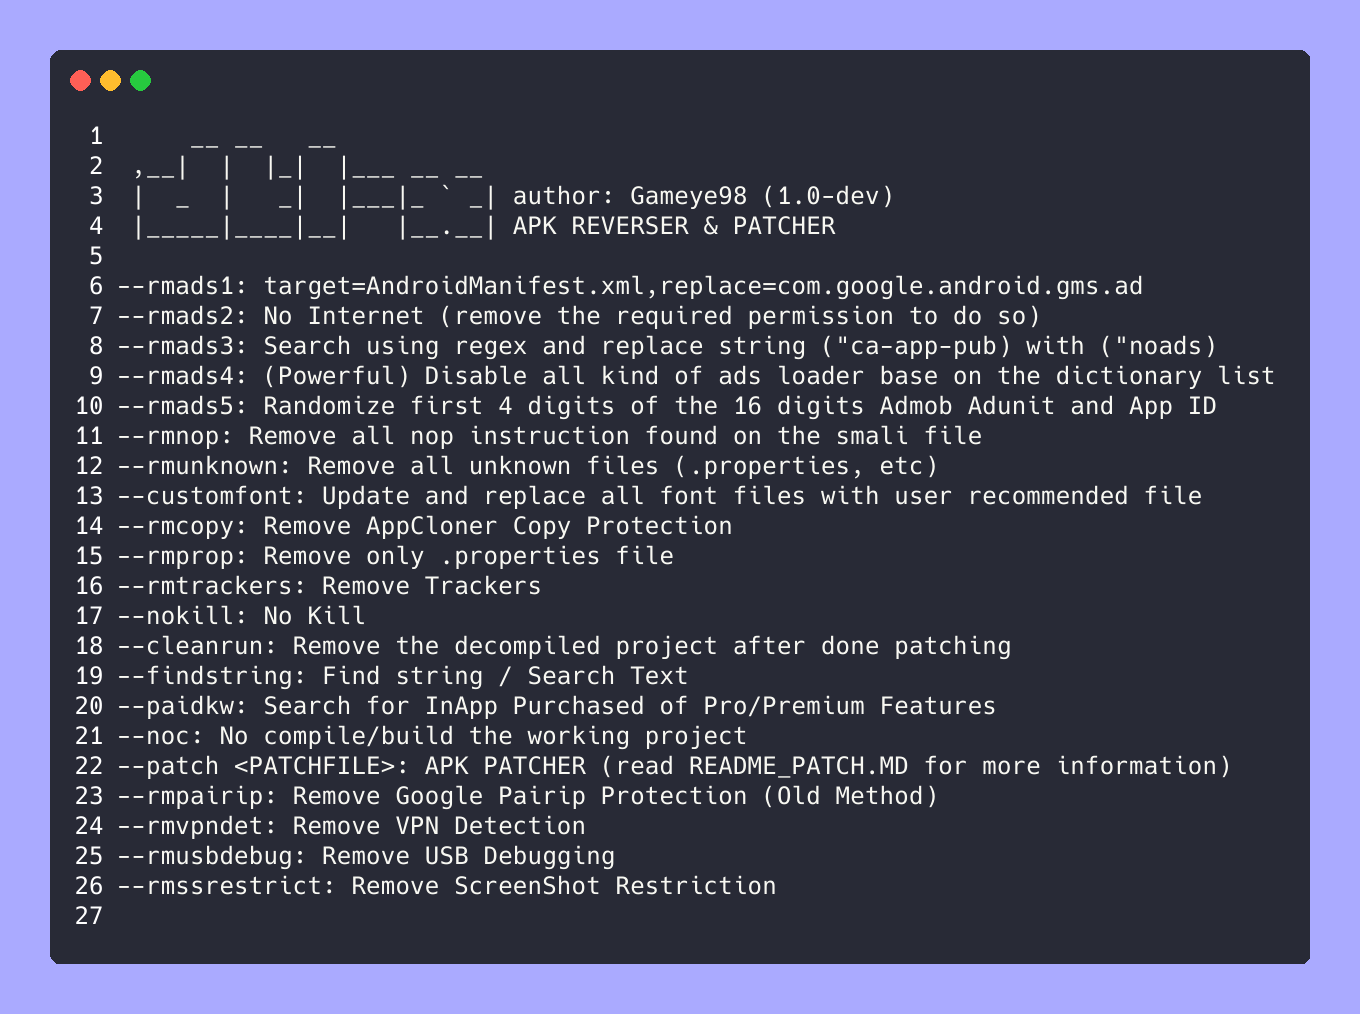 1      __ __   __
2  ,__|  |  |_|  |___ __ __
3  |  _  |   _|  |___|_ ` _| author: Gameye98 (1.0-dev)
4  |_____|____|__|   |__.__| APK REVERSER & PATCHER
5
6 --rmads1: target=AndroidManifest.xml,replace=com.google.android.gms.ad
7 --rmads2: No Internet (remove the required permission to do so)
8 --rmads3: Search using regex and replace string ("ca-app-pub) with ("noads)
9 --rmads4: (Powerful) Disable all kind of ads loader base on the dictionary list
10 --rmads5: Randomize first 4 digits of the 16 digits Admob Adunit and App ID
11 --rmnop: Remove all nop instruction found on the smali file
12 --rmunknown: Remove all unknown files (.properties, etc)
13 --customfont: Update and replace all font files with user recommended file
14 --rmcopy: Remove AppCloner Copy Protection
15 --rmprop: Remove only .properties file
16 --rmtrackers: Remove Trackers
17 --nokill: No Kill
18 --cleanrun: Remove the decompiled project after done patching
19 --findstring: Find string / Search Text
20 --paidkw: Search for InApp Purchased of Pro/Premium Features
21 --noc: No compile/build the working project
22 --patch <PATCHFILE>: APK PATCHER (read README_PATCH.MD for more information)
23 --rmpairip: Remove Google Pairip Protection (Old Method)
24 --rmvpndet: Remove VPN Detection
25 --rmusbdebug: Remove USB Debugging
26 --rmssrestrict: Remove ScreenShot Restriction
27